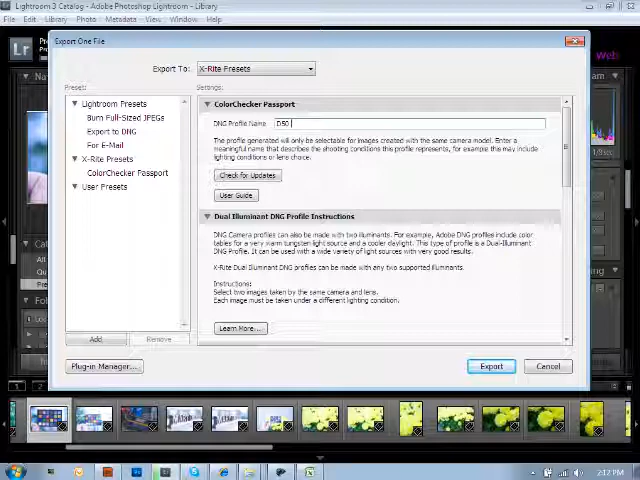 Lightroom 3 Catalog - Adobe Photoshop Lightroom - Library
File Edit Library Photo Metadata View Window Help
Lr
Web
Export One File
Export To: X-Rite Presets
Preset:
Settings:
Lightroom Presets
Burn Full-Sized JPEGs
Export to DNG
For E-Mail
X-Rite Presets
ColorChecker Passport
User Presets
Add
Remove
ColorChecker Passport
DNG Profile Name D50
The profile generated will only be selectable for images created with the same camera model. Enter a
meaningful name that describes the shooting conditions this profile represents, for example this may include
lighting conditions or lens choice.
Check for Updates
User Guide
Dual Illuminant DNG Profile Instructions
DNG Camera profiles can also be made with two illuminants. For example, Adobe DNG profiles include color
tables for a very warm tungsten light source and a cooler daylight. This type of profile is a Dual-Illuminant
DNG Profile. It can be used with a wide variety of light sources with very good results.
X-Rite Dual Illuminant DNG profiles can be made with any two supported illuminants.
Instructions:
Select two images taken by the same camera and lens.
Each image must be taken under a different lighting condition.
Learn More...
Plug-in Manager...
Export
Cancel
1 2
2:12 PM